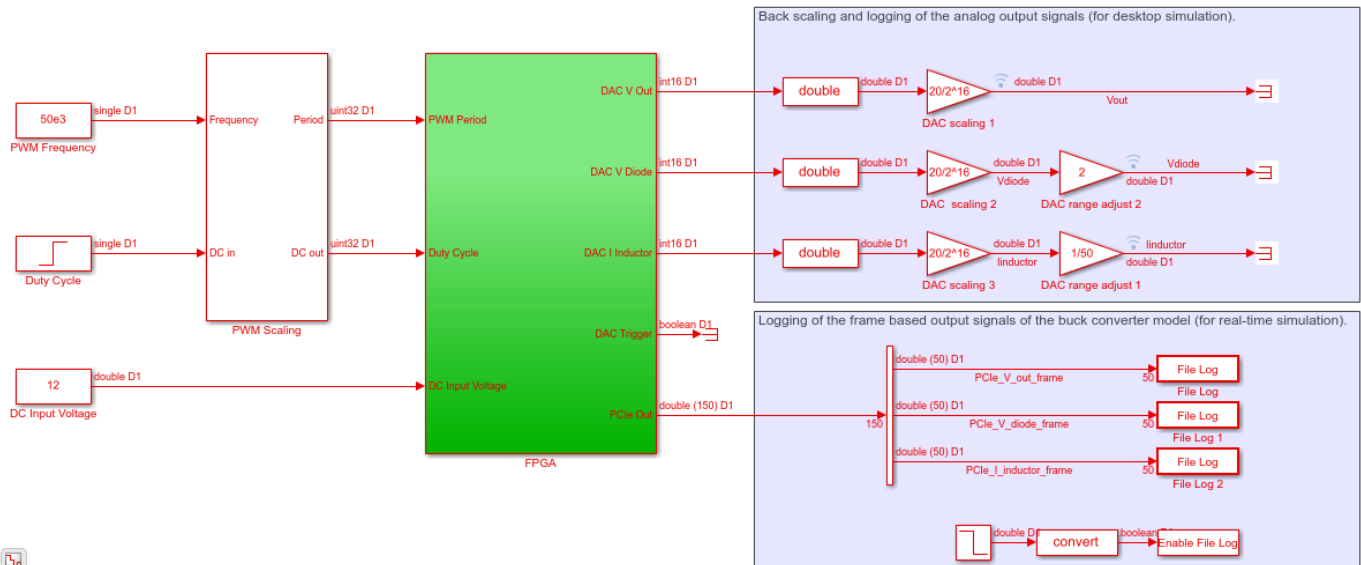 Back scaling and logging of the analog output signals (for desktop simulation).
50e3
PWM Frequency
single D1
Frequency
Period
DC in
DC out
PWM Scaling
uint32 D1
uint32 D1
single D1
Duty Cycle
12
DC Input Voltage
double D1
PWM Period
Duty Cycle
DC Input Voltage
DAC V Out
DAC V Diode
DAC I Inductor
DAC Trigger
PCIe Out
FPGA
int16 D1
double
double D1
20/2^16
DAC scaling 1
double D1
Vout
int16 D1
double
double D1
20/2^16
DAC scaling 2
double D1
Vdiode
2
DAC range adjust 2
Vdiode
double D1
int16 D1
double
double D1
20/2^16
DAC scaling 3
double D1
Iinductor
1/50
DAC range adjust 1
Iinductor
double D1
boolean D1
double (150) D1
Logging of the frame based output signals of the buck converter model (for real-time simulation).
150
double (50) D1
PCIe_V_out_frame
50
File Log
File Log
double (50) D1
PCIe_V_diode_frame
50
File Log
File Log 1
double (50) D1
PCIe_I_inductor_frame
50
File Log
File Log 2
double D1
convert
boolean
Enable File Log